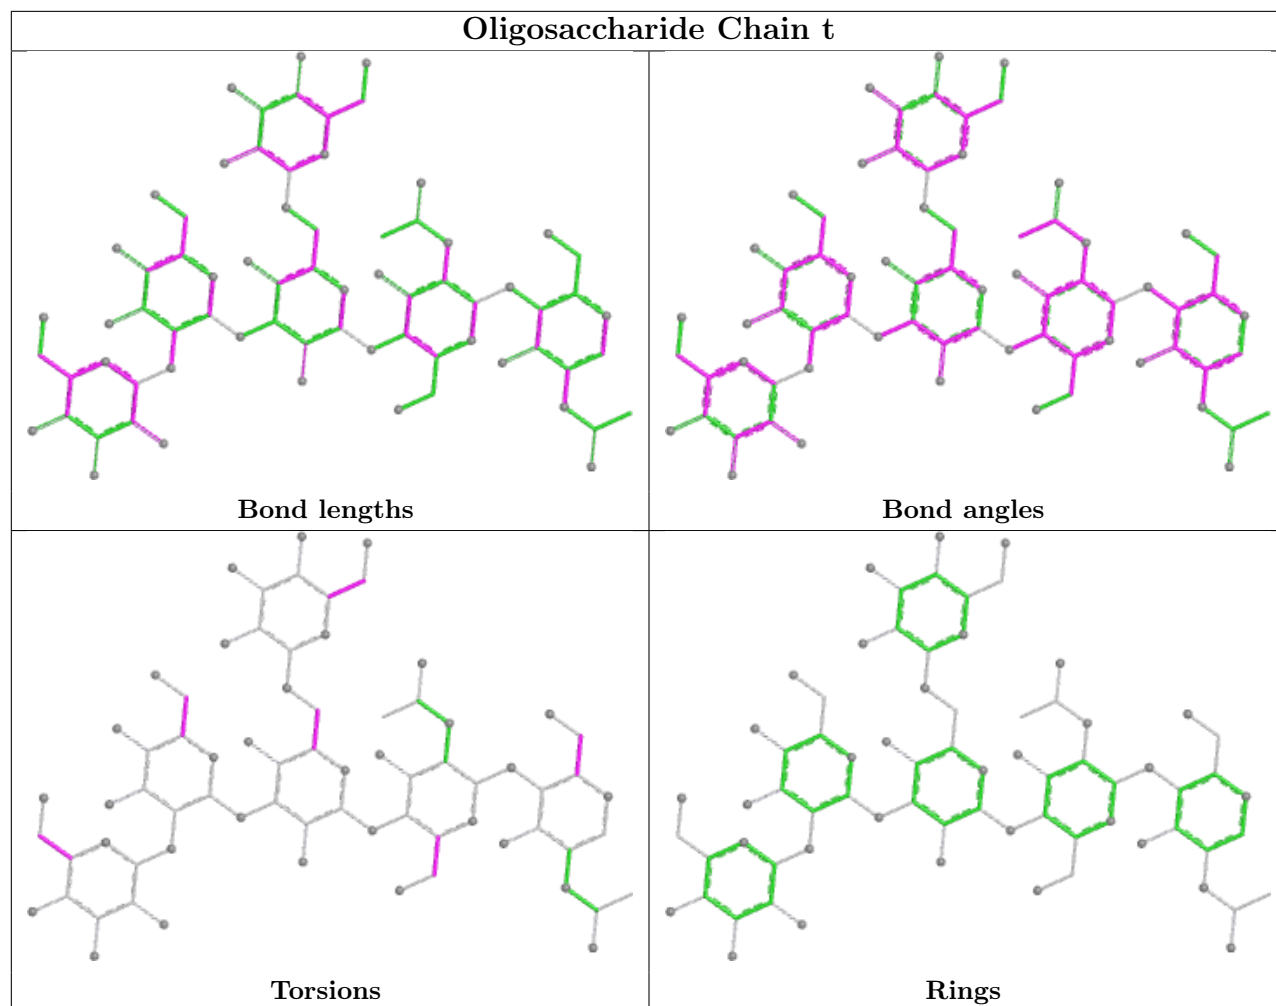 Oligosaccharide Chain t
Bond lengths
Bond angles
Torsions
Rings